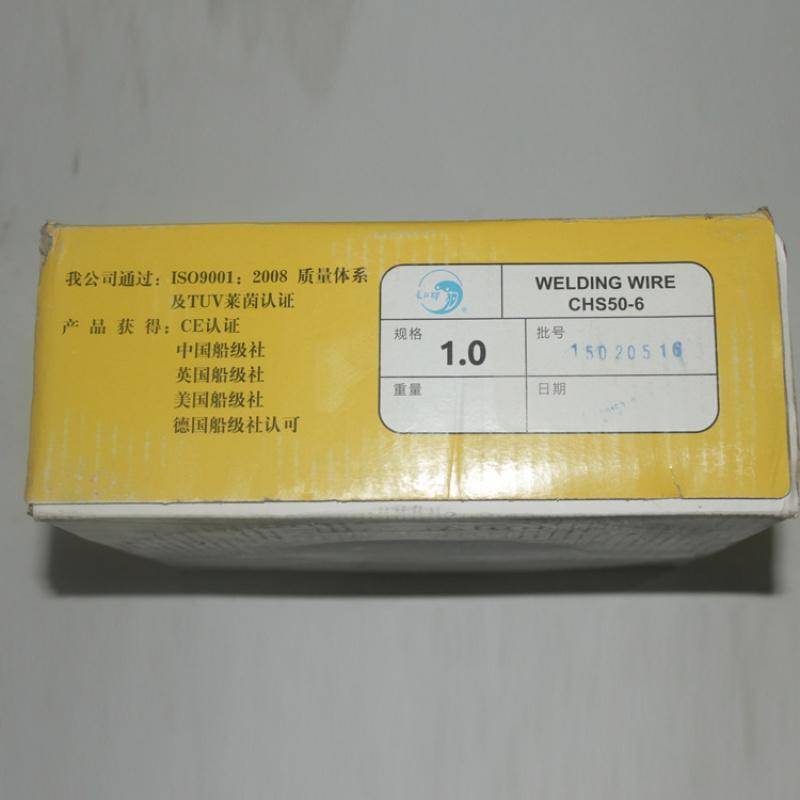 我公司通过：ISO9001：2008 质量体系
及TUV莱茵认证
产品获得：CE认证
中国船级社
英国船级社
美国船级社
德国船级社认可
WELDING WIRE
CHS50-6
规格
1.0
批号
15020516
重量
日期